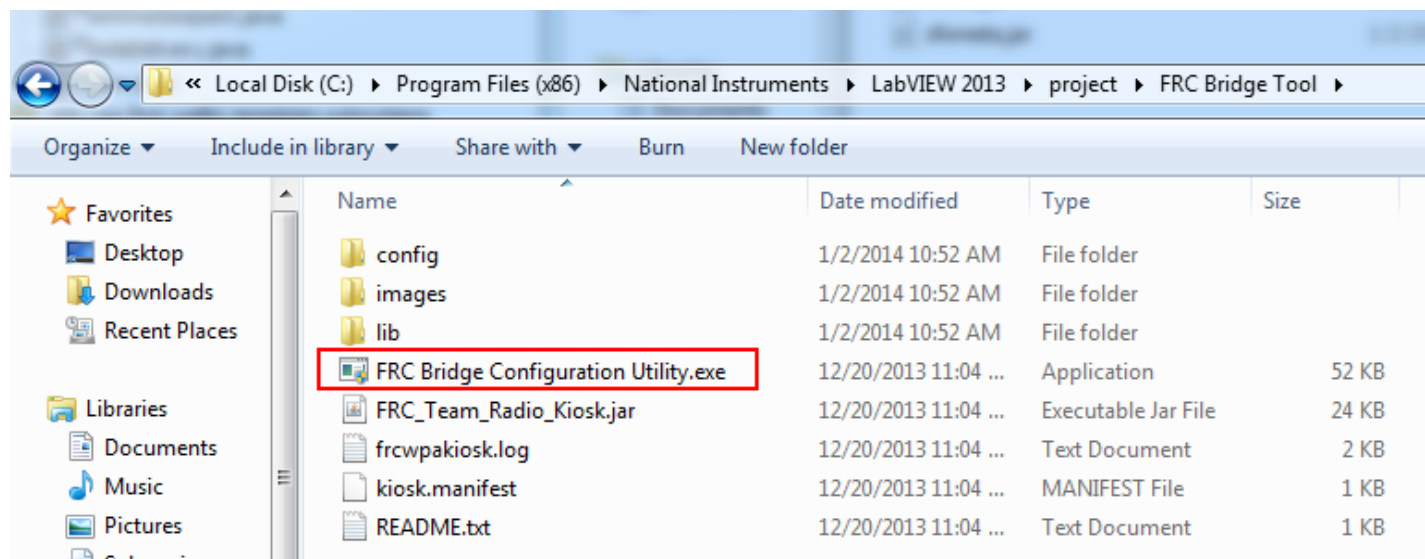 « Local Disk (C:) ▸ Program Files (x86) ▸ National Instruments ▸ LabVIEW 2013 ▸ project ▸ FRC Bridge Tool ▸
Organize Include in library Share with Burn New folder
Favorites
Desktop
Downloads
Recent Places
Libraries
Documents
Music
Pictures
Name Date modified Type Size
config 1/2/2014 10:52 AM File folder
images 1/2/2014 10:52 AM File folder
lib 1/2/2014 10:52 AM File folder
FRC Bridge Configuration Utility.exe 12/20/2013 11:04 ... Application 52 KB
FRC_Team_Radio_Kiosk.jar 12/20/2013 11:04 ... Executable Jar File 24 KB
frcwpakiosk.log 12/20/2013 11:04 ... Text Document 2 KB
kiosk.manifest 12/20/2013 11:04 ... MANIFEST File 1 KB
README.txt 12/20/2013 11:04 ... Text Document 1 KB